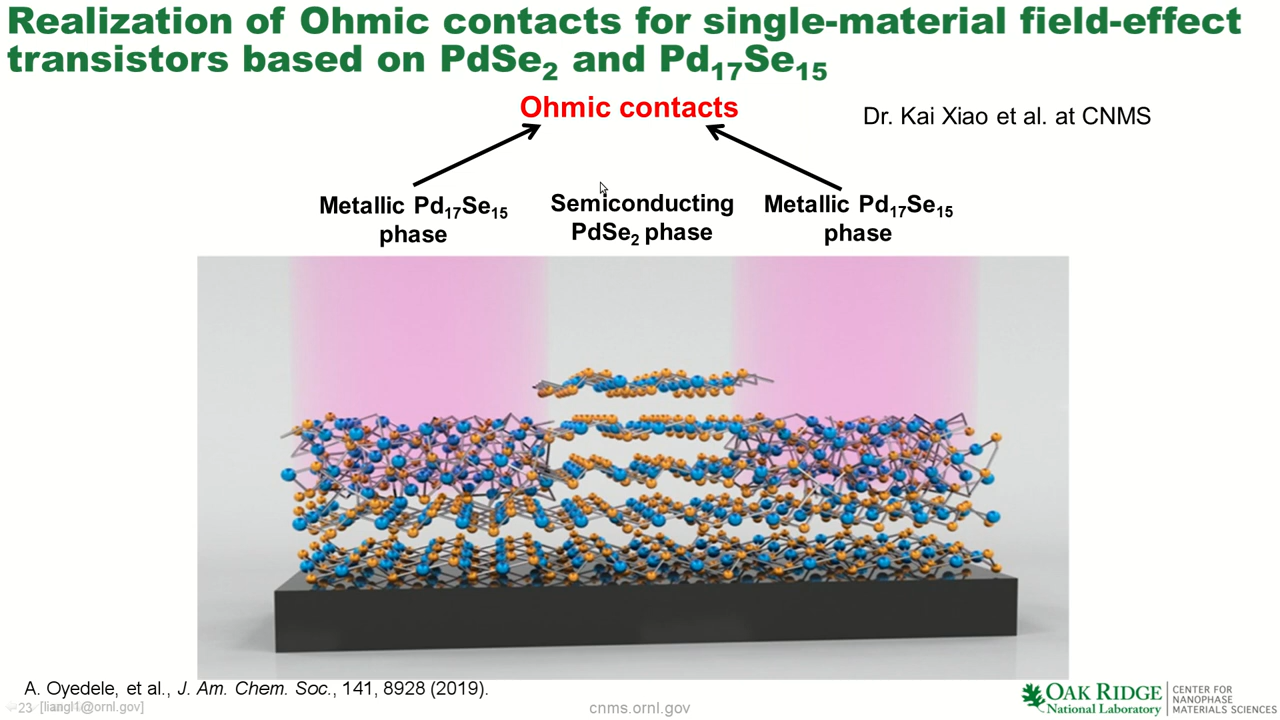 Realization of Ohmic contacts for single-material field-effect
transistors based on PdSe₂ and Pd₁₇Se₁₅
Ohmic contacts
Dr. Kai Xiao et al. at CNMS
Metallic Pd₁₇Se₁₅
phase
Semiconducting
PdSe₂ phase
Metallic Pd₁₇Se₁₅
phase
A. Oyedele, et al., J. Am. Chem. Soc., 141, 8928 (2019).
23 [liangl1@ornl.gov]
cnms.ornl.gov
OAK RIDGE
National Laboratory
CENTER FOR
NANOPHASE
MATERIALS SCIENCES